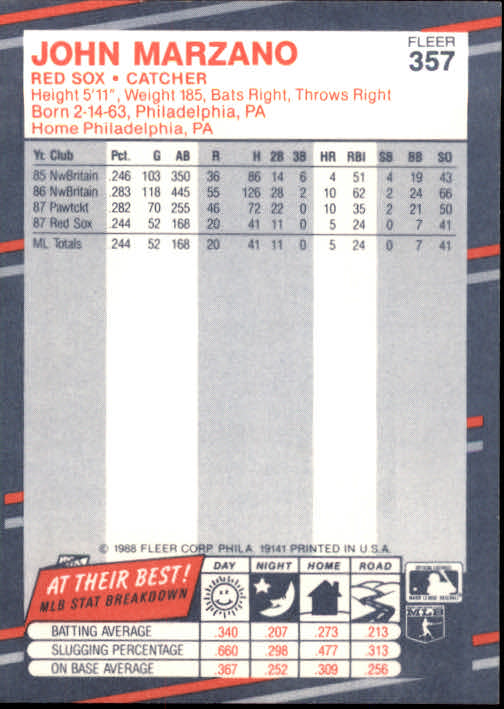 JOHN MARZANO
FLEER
357
RED SOX • CATCHER
Height 5'11", Weight 185, Bats Right, Throws Right
Born 2-14-63, Philadelphia, PA
Home Philadelphia, PA
Yr. Club Pct. G AB R H 2B 3B HR RBI SB BB SO
85 NwBritain .246 103 350 36 86 14 6 4 51 4 19 43
86 NwBritain .283 118 445 55 126 28 2 10 62 2 24 66
87 Pawtckt .282 70 255 46 72 22 0 10 35 2 21 50
87 Red Sox .244 52 168 20 41 11 0 5 24 0 7 41
ML Totals .244 52 168 20 41 11 0 5 24 0 7 41
© 1988 FLEER CORP. PHILA. 19141 PRINTED IN U.S.A.
AT THEIR BEST!
MLB STAT BREAKDOWN
DAY NIGHT HOME ROAD
BATTING AVERAGE .340 .207 .273 .213
SLUGGING PERCENTAGE .660 .298 .477 .313
ON BASE AVERAGE .367 .252 .309 .256
MAJOR LEAGUE BASEBALL
MLB